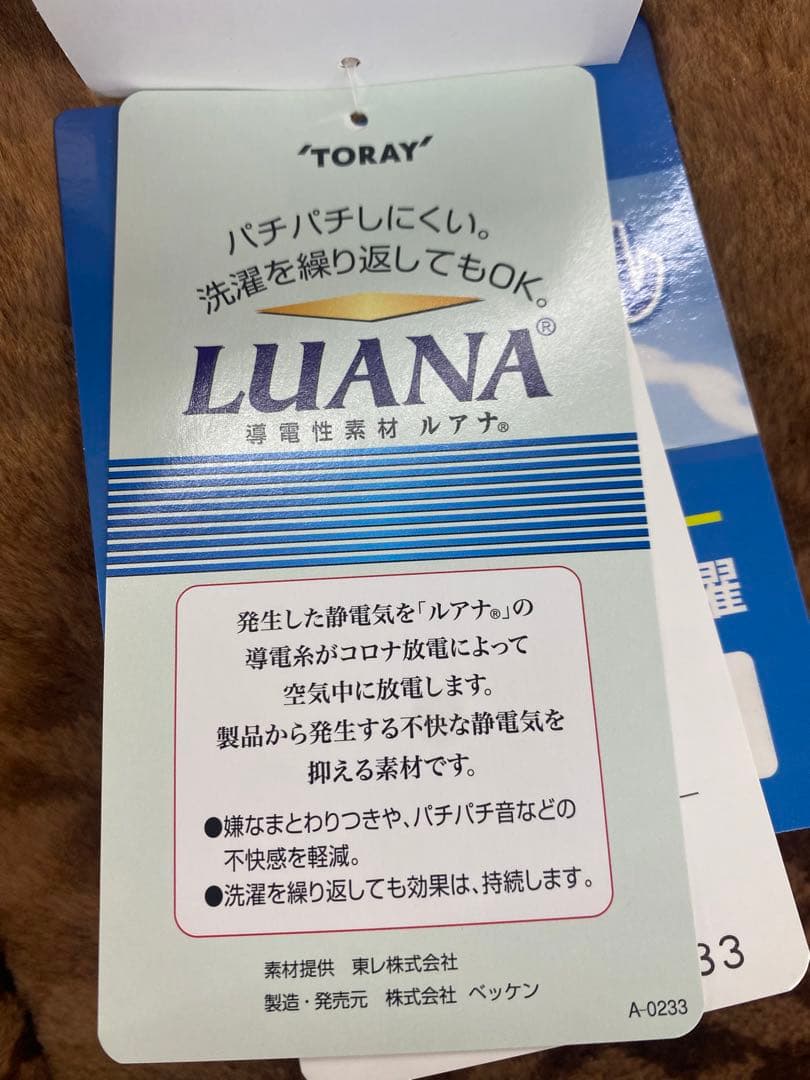 'TORAY'
パチパチしにくい。
洗濯を繰り返してもOK。
LUANA®
導電性素材 ルアナ®
発生した静電気を「ルアナ®」の
導電糸がコロナ放電によって
空気中に放電します。
製品から発生する不快な静電気を
抑える素材です。
●嫌なまとわりつきや、パチパチ音などの
不快感を軽減。
●洗濯を繰り返しても効果は、持続します。
素材提供 東レ株式会社
製造・発売元 株式会社 ベッケン
A-0233
濯
33